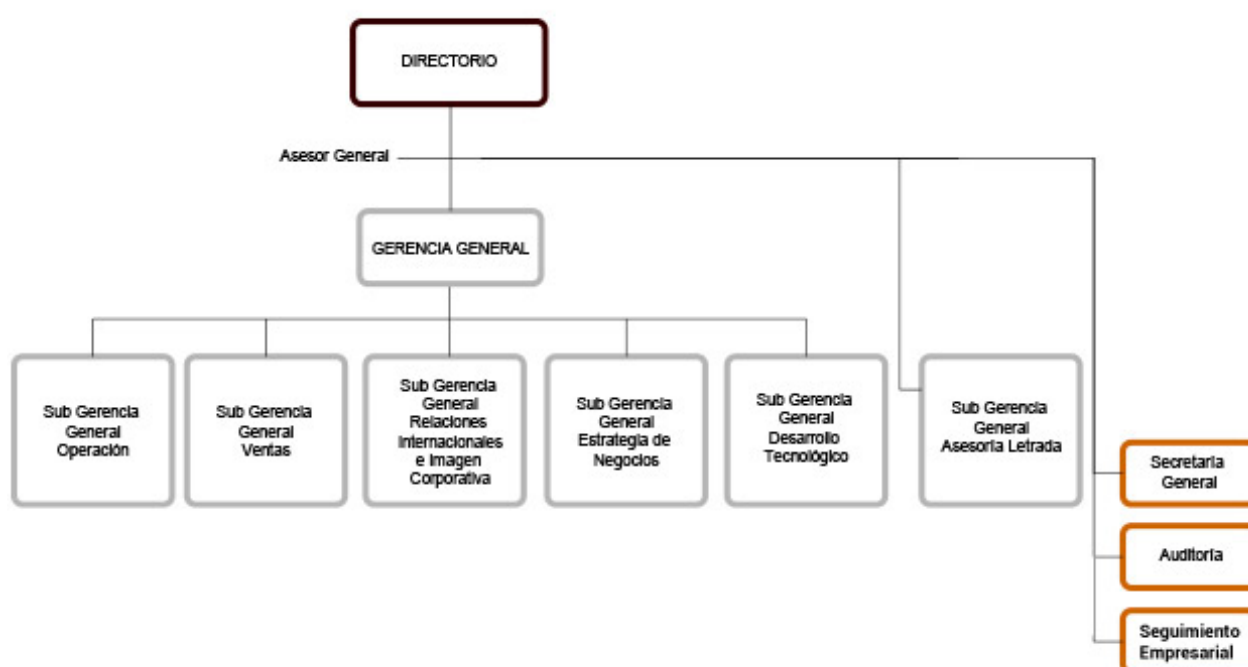 DIRECTORIO
Asesor General
GERENCIA GENERAL
Sub Gerencia
General
Operación
Sub Gerencia
General
Ventas
Sub Gerencia
General
Relaciones
Internacionales
e Imagen
Corporativa
Sub Gerencia
General
Estrategia de
Negocios
Sub Gerencia
General
Desarrollo
Tecnológico
Sub Gerencia
General
Asesoría Letrada
Secretaría
General
Auditoría
Seguimiento
Empresarial